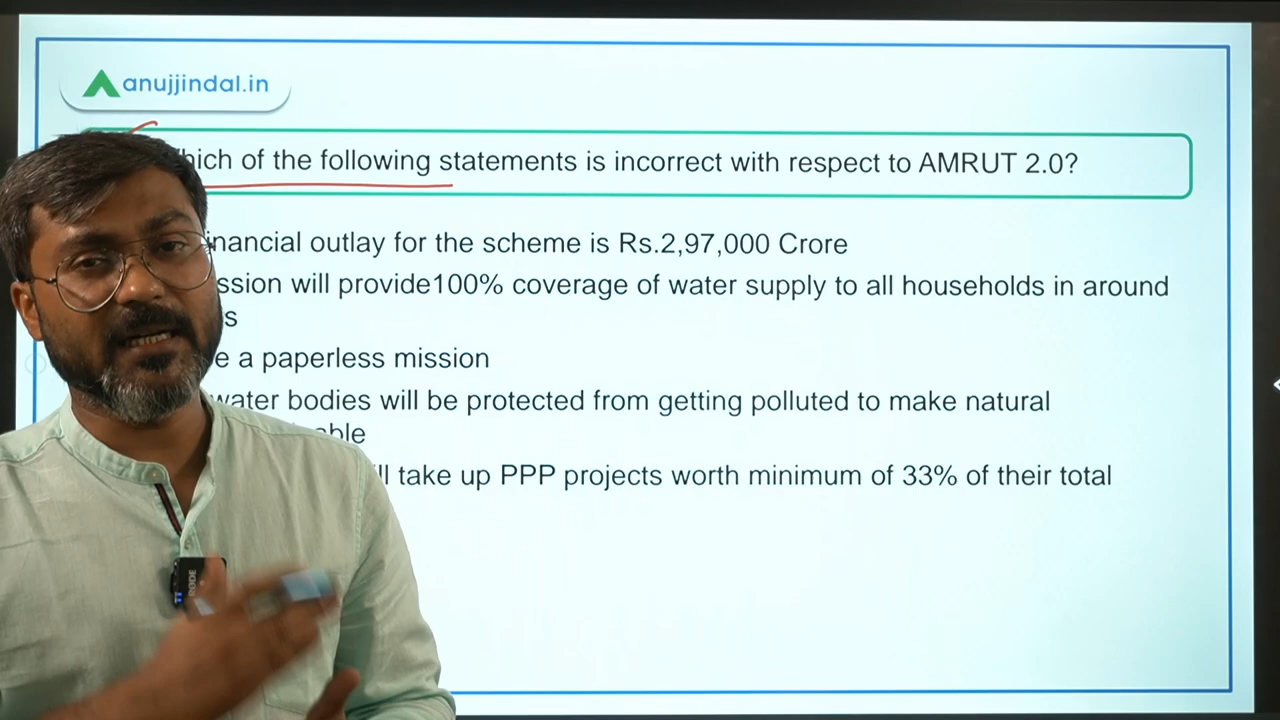 anujjindal.in
hich of the following statements is incorrect with respect to AMRUT 2.0?
inancial outlay for the scheme is Rs.2,97,000 Crore
ssion will provide100% coverage of water supply to all households in around
s
e a paperless mission
water bodies will be protected from getting polluted to make natural
able
ll take up PPP projects worth minimum of 33% of their total
RODE